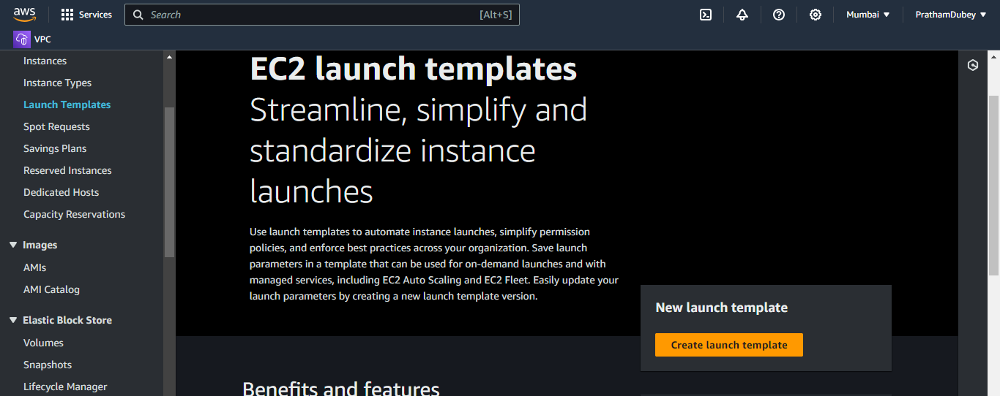 aws
Services
Search
[Alt+S]
Mumbai
PrathamDubey
VPC
Instances
Instance Types
Launch Templates
Spot Requests
Savings Plans
Reserved Instances
Dedicated Hosts
Capacity Reservations
Images
AMIs
AMI Catalog
Elastic Block Store
Volumes
Snapshots
Lifecycle Manager
EC2 launch templates
Streamline, simplify and
standardize instance
launches
Use launch templates to automate instance launches, simplify permission
policies, and enforce best practices across your organization. Save launch
parameters in a template that can be used for on-demand launches and with
managed services, including EC2 Auto Scaling and EC2 Fleet. Easily update your
launch parameters by creating a new launch template version.
New launch template
Create launch template
Benefits and features